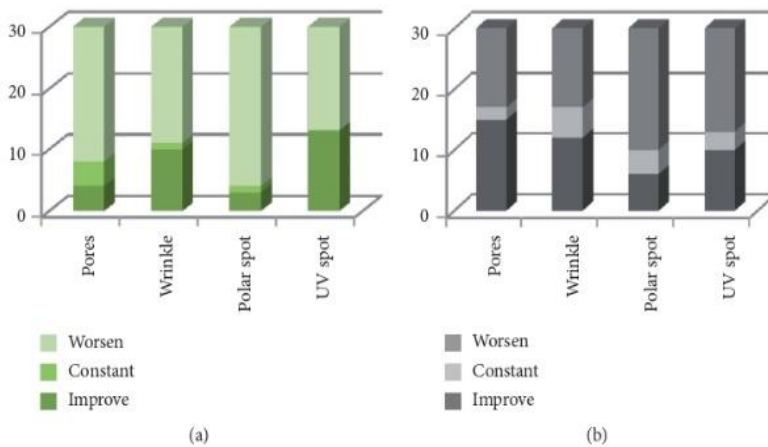 30
20
10
0
Pores
Wrinkle
Polar spot
UV spot
Worsen
Constant
Improve
(a)
30
20
10
0
Pores
Wrinkle
Polar spot
UV spot
Worsen
Constant
Improve
(b)